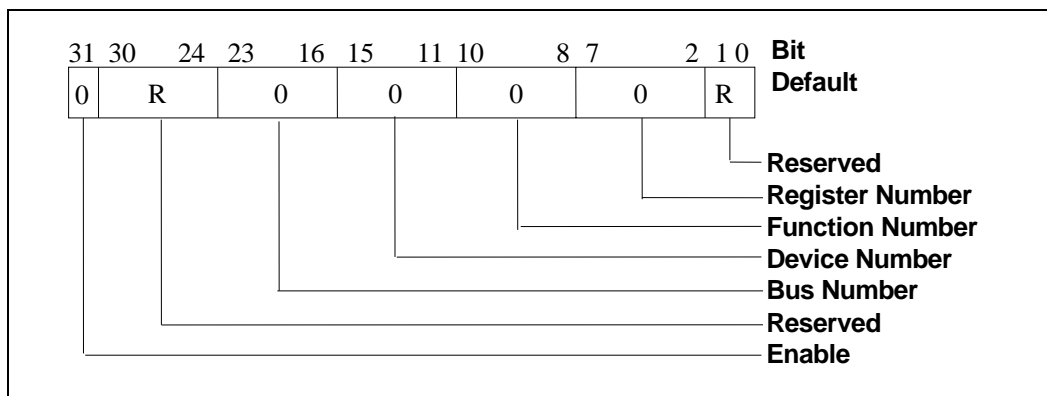 31 30 24 23 16 15 11 10 8 7 2 1 0 Bit
Default
0 R 0 0 0 0 R
Reserved
Register Number
Function Number
Device Number
Bus Number
Reserved
Enable